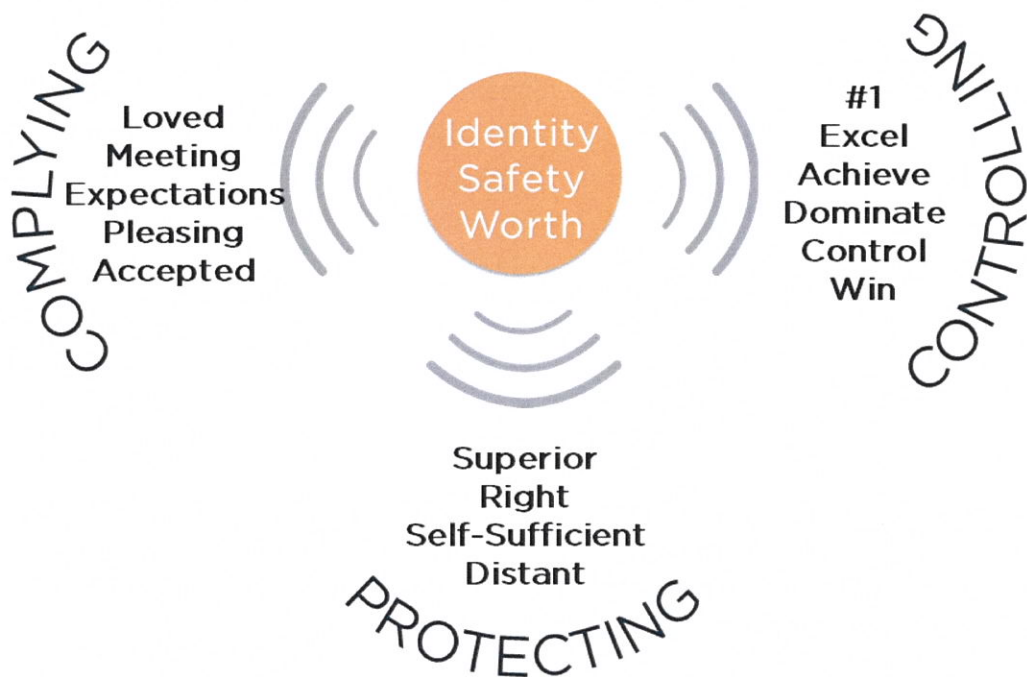 COMPLYING
Loved
Meeting
Expectations
Pleasing
Accepted
Identity
Safety
Worth
#1
Excel
Achieve
Dominate
Control
Win
CONTROLLING
Superior
Right
Self-Sufficient
Distant
PROTECTING